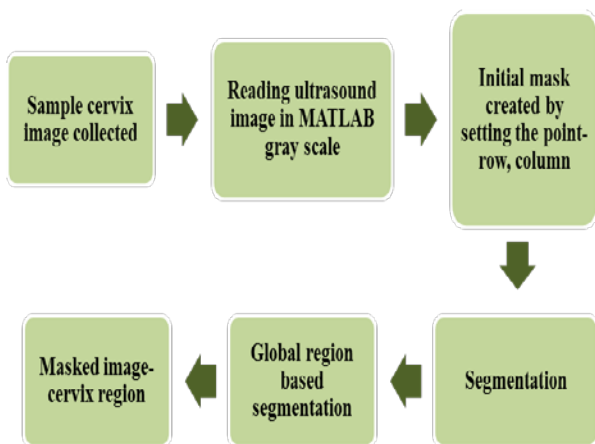 Sample cervix
image collected
Reading ultrasound
image in MATLAB
gray scale
Initial mask
created by
setting the point-
row, column
Segmentation
Global region
based
segmentation
Masked image-
cervix region